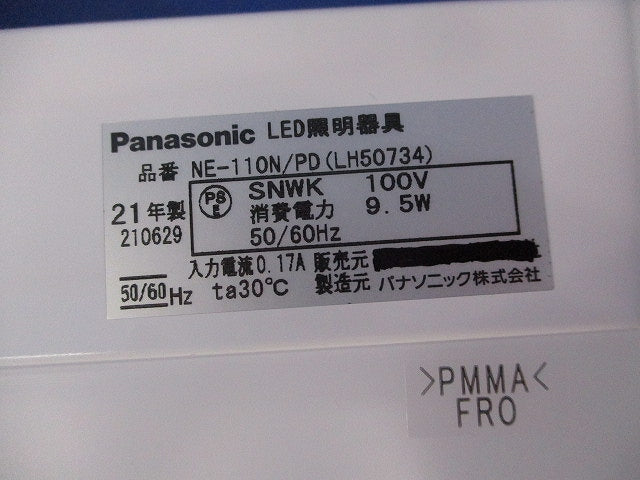 Panasonic LED照明器具
品番 NE-110N/PD(LH50734)
21年製
210629
PS
E
SNWK 100V
消費電力 9.5W
50/60Hz
入力電流0.17A 販売元
50/60 Hz ta30℃ 製造元 パナソニック株式会社
>PMMA<
FRO